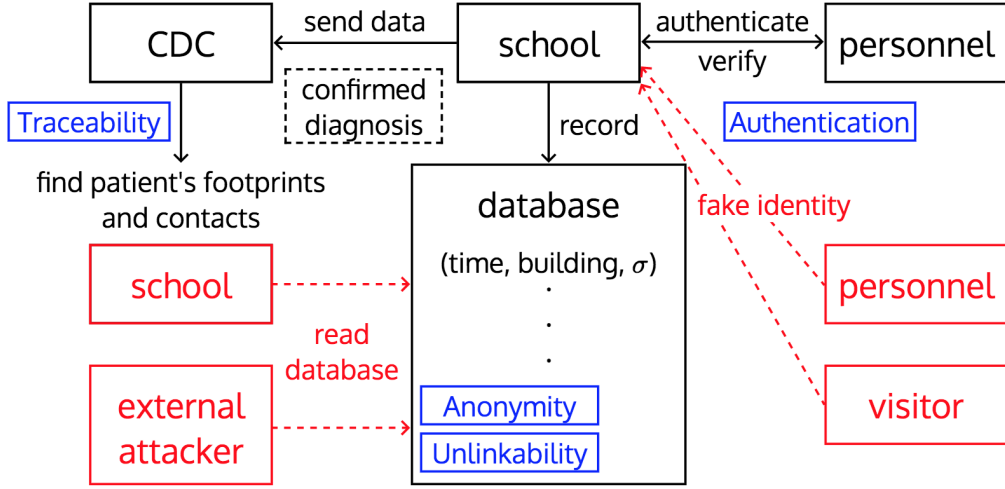 CDC
send data
school
authenticate
verify
personnel
Traceability
confirmed
diagnosis
record
Authentication
find patient's footprints
and contacts
database
fake identity
(time, building, σ)
school
personnel
read
database
external
attacker
Anonymity
Unlinkability
visitor